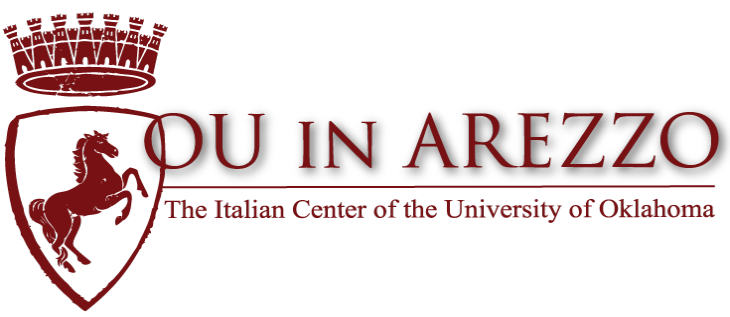 OU IN AREZZO
The Italian Center of the University of Oklahoma